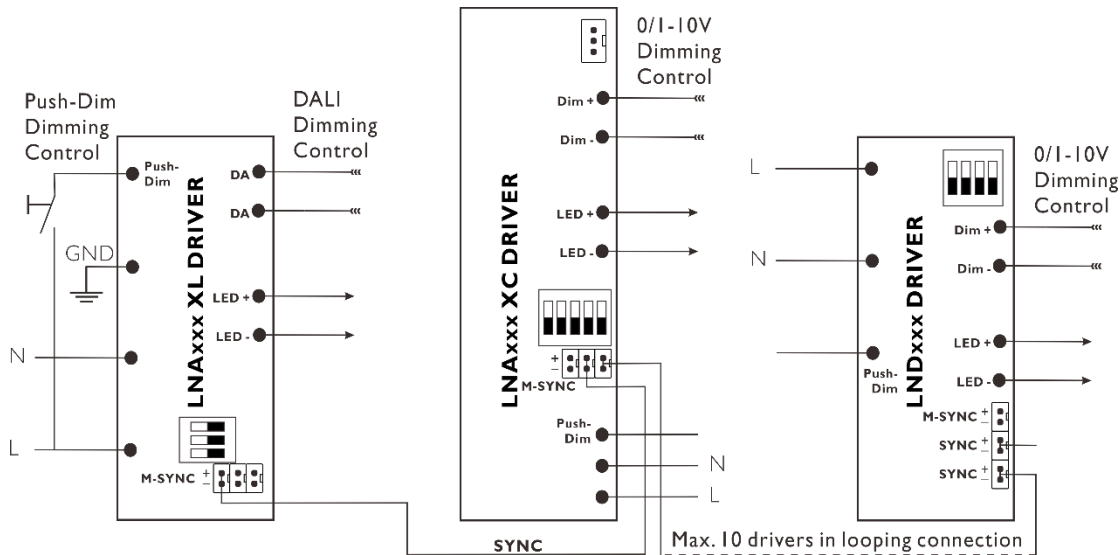 Push-Dim
Dimming
Control
DALI
Dimming
Control
Push-
Dim
DA
DA
GND
LED +
LED -
N
L
LNAxxx XL DRIVER
M-SYNC + –
0/1-10V
Dimming
Control
Dim +
Dim -
LED +
LED -
LNAxxx XC DRIVER
+
–
M-SYNC
Push-
Dim
N
L
SYNC
Max. 10 drivers in looping connection
0/1-10V
Dimming
Control
L
N
Push-
Dim
LNDxxx DRIVER
Dim +
Dim -
LED +
LED -
M-SYNC + –
SYNC + –
SYNC + –